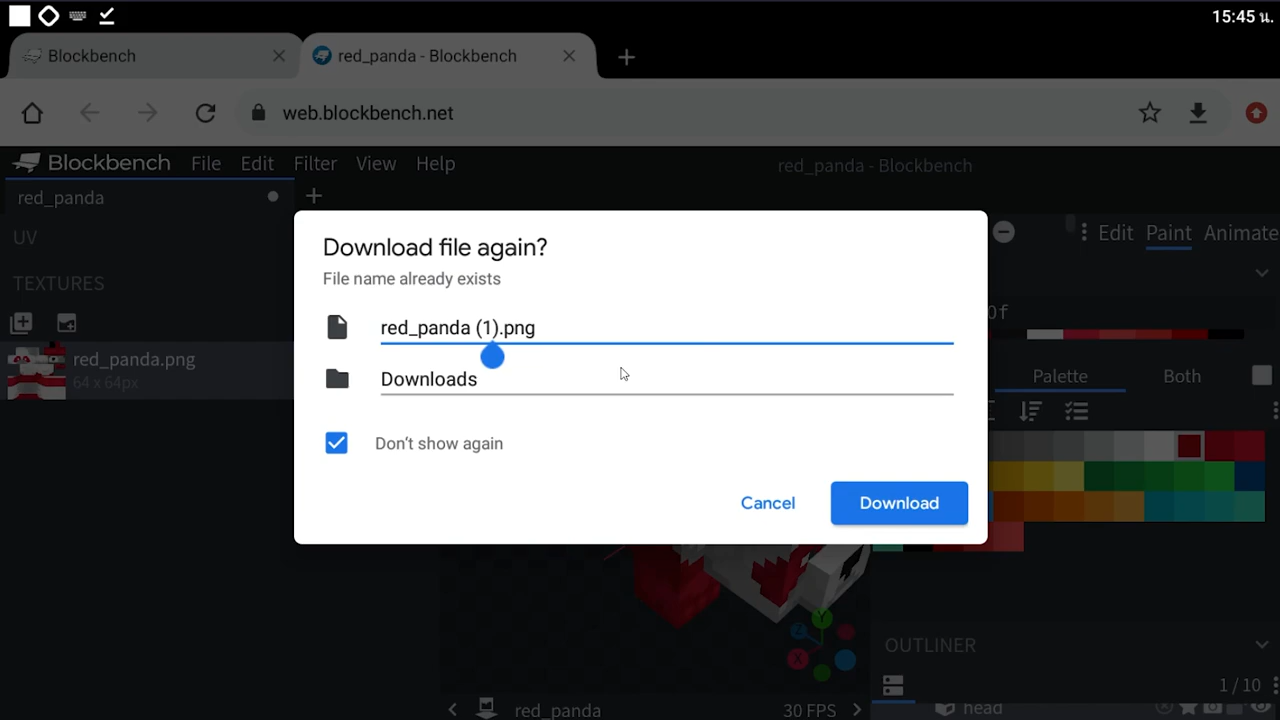 15:45 น.
Blockbench
red_panda - Blockbench
web.blockbench.net
Blockbench File Edit Filter View Help
red_panda - Blockbench
red_panda
UV
Edit Paint Animate
Download file again?
File name already exists
TEXTURES
0f
red_panda (1).png
red_panda.png
64 x 64px
Downloads
Palette Both
Don't show again
Cancel Download
OUTLINER
1 / 10
red_panda 30 FPS
head
Y
Z
X